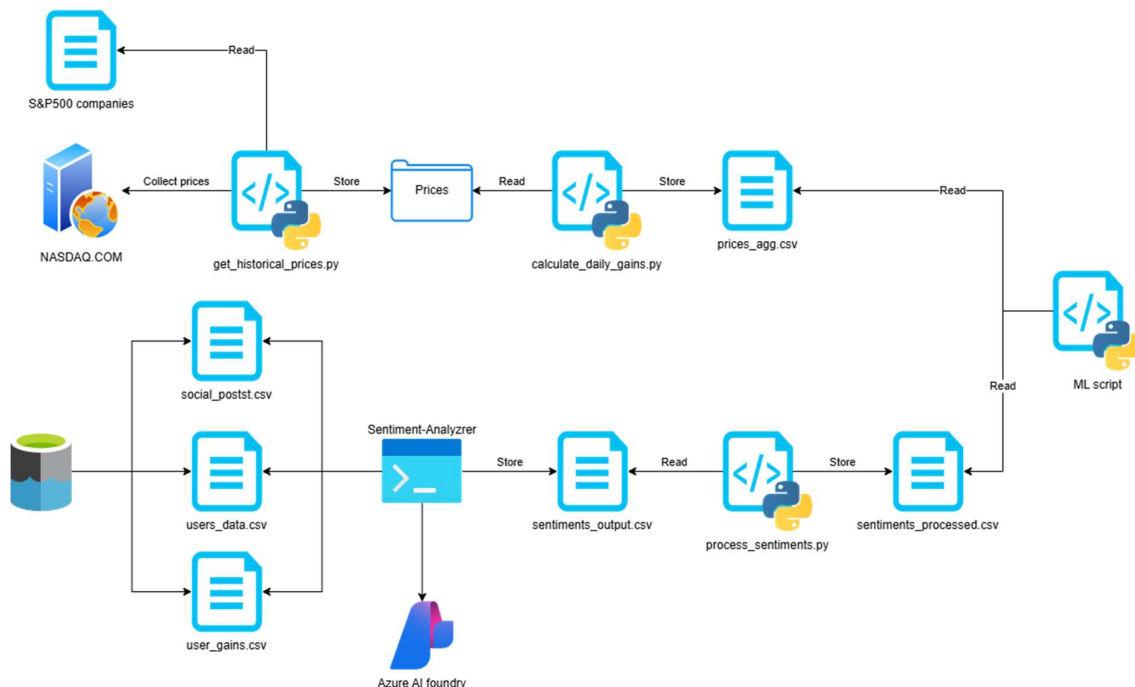 Read
S&P500 companies
Collect prices
Store
Prices
Read
Store
Read
NASDAQ.COM
get_historical_prices.py
calculate_daily_gains.py
prices_agg.csv
ML script
Read
social_postst.csv
Sentiment-Analyzrer
Store
Read
Store
users_data.csv
sentiments_output.csv
process_sentiments.py
sentiments_processed.csv
user_gains.csv
Azure AI foundry